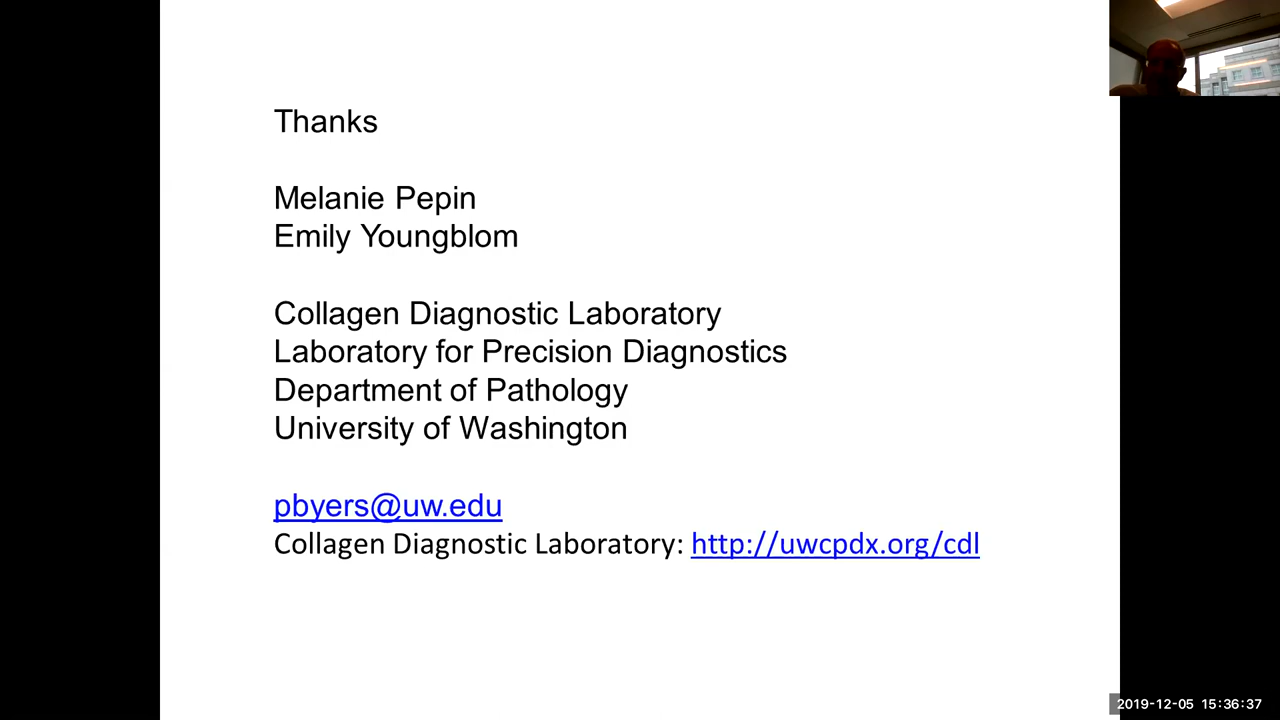 Thanks
Melanie Pepin
Emily Youngblom
Collagen Diagnostic Laboratory
Laboratory for Precision Diagnostics
Department of Pathology
University of Washington
pbyers@uw.edu
Collagen Diagnostic Laboratory: http://uwcpdx.org/cdl
2019-12-05 15:36:37